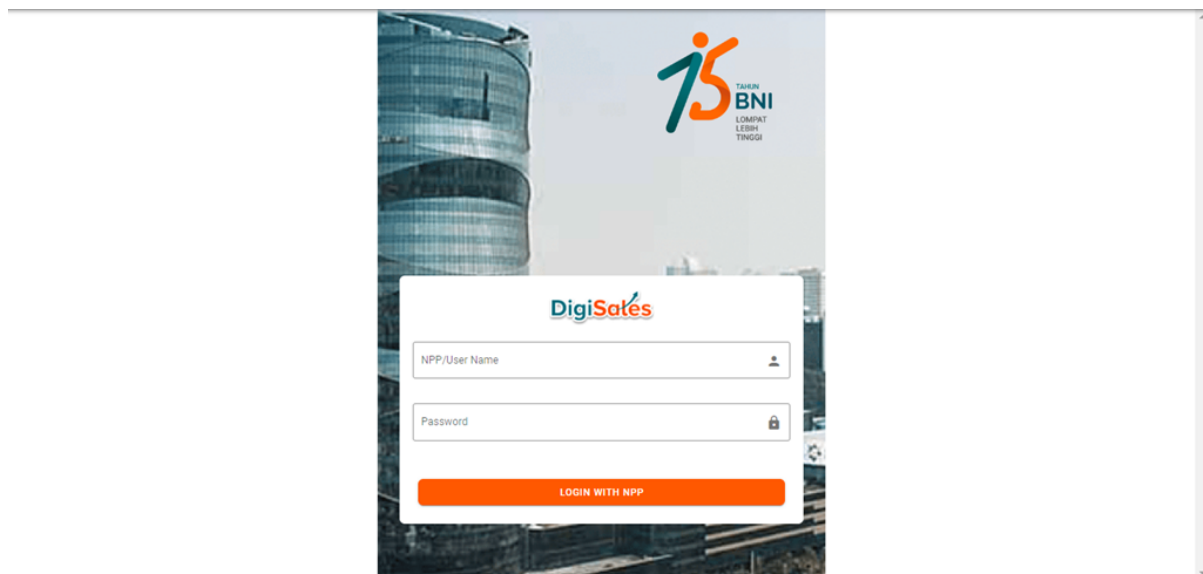 75
TAHUN
BNI
LOMPAT
LEBIH
TINGGI
DigiSales
NPP/User Name
Password
LOGIN WITH NPP